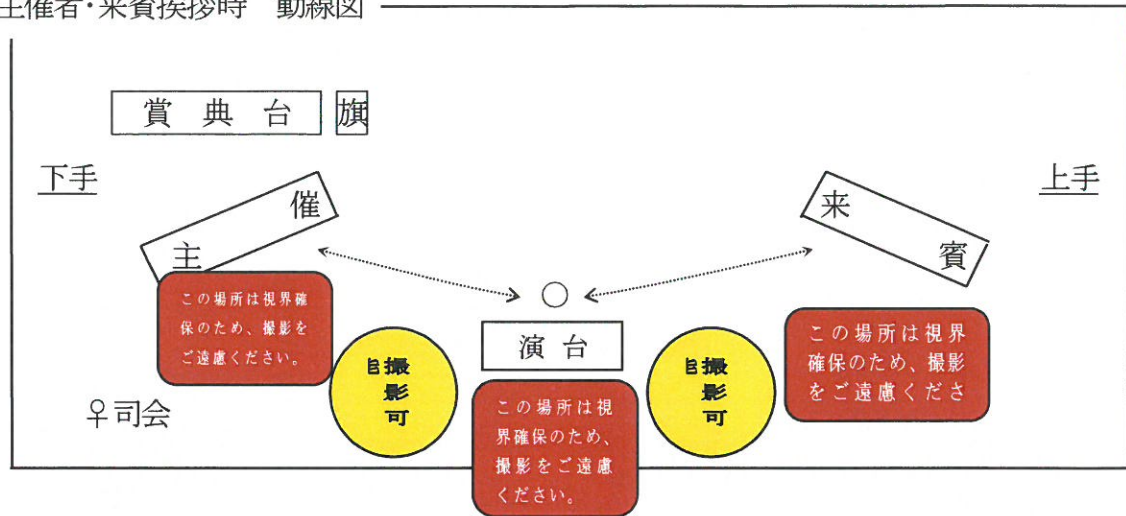 主催者・来賓挨拶時　動線図
賞典台
旗
下手
上手
主催
来賓
この場所は視界確
保のため、撮影を
ご遠慮ください。
撮影可
演台
撮影可
この場所は視界
確保のため、撮影
をご遠慮くださ
♀司会
この場所は視
界確保のため、
撮影をご遠慮
ください。